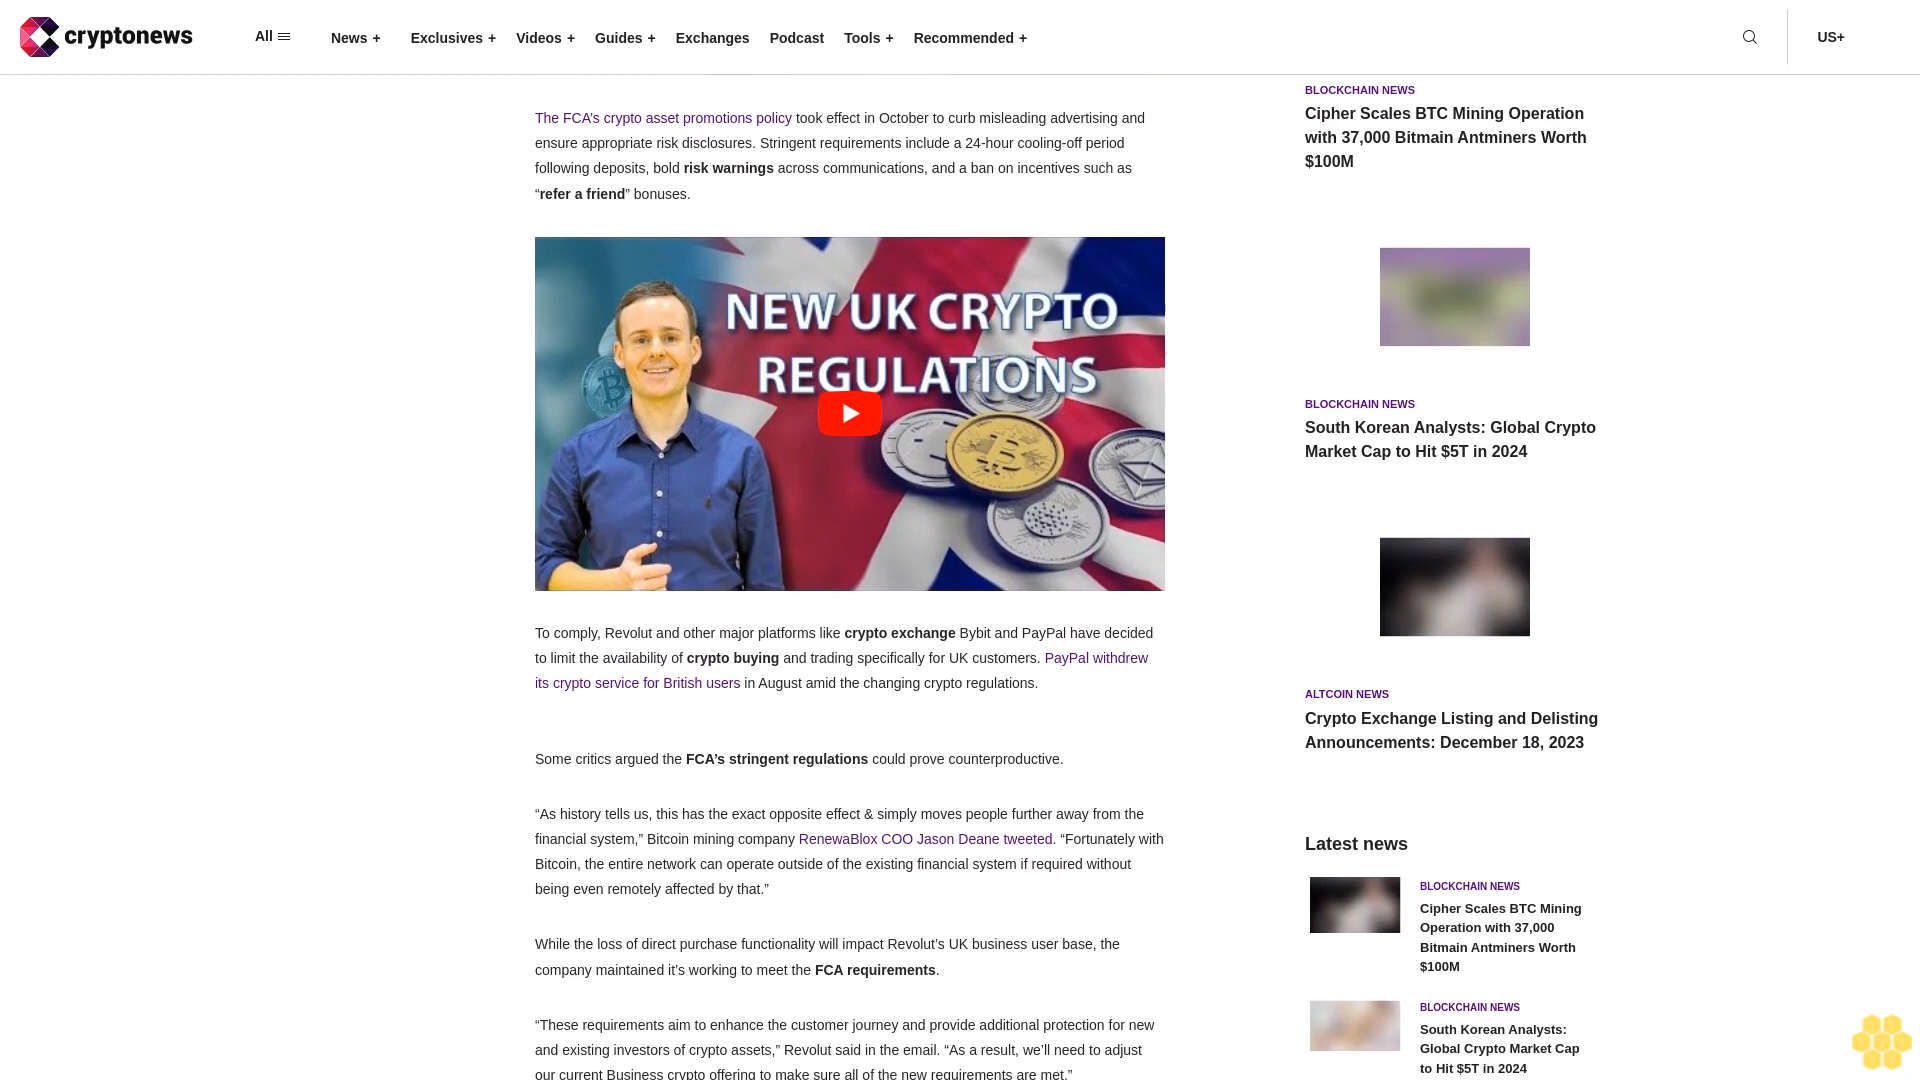 cryptonews
All
News +
Exclusives +
Videos +
Guides +
Exchanges
Podcast
Tools +
Recommended +
US+
The FCA’s crypto asset promotions policy took effect in October to curb misleading advertising and
ensure appropriate risk disclosures. Stringent requirements include a 24-hour cooling-off period
following deposits, bold risk warnings across communications, and a ban on incentives such as
“refer a friend” bonuses.
NEW UK CRYPTO
REGULATIONS
To comply, Revolut and other major platforms like crypto exchange Bybit and PayPal have decided
to limit the availability of crypto buying and trading specifically for UK customers. PayPal withdrew
its crypto service for British users in August amid the changing crypto regulations.
Some critics argued the FCA’s stringent regulations could prove counterproductive.
“As history tells us, this has the exact opposite effect & simply moves people further away from the
financial system,” Bitcoin mining company RenewaBlox COO Jason Deane tweeted. “Fortunately with
Bitcoin, the entire network can operate outside of the existing financial system if required without
being even remotely affected by that.”
While the loss of direct purchase functionality will impact Revolut’s UK business user base, the
company maintained it’s working to meet the FCA requirements.
“These requirements aim to enhance the customer journey and provide additional protection for new
and existing investors of crypto assets,” Revolut said in the email. “As a result, we’ll need to adjust
our current Business crypto offering to make sure all of the new requirements are met.”
BLOCKCHAIN NEWS
Cipher Scales BTC Mining Operation
with 37,000 Bitmain Antminers Worth
$100M
BLOCKCHAIN NEWS
South Korean Analysts: Global Crypto
Market Cap to Hit $5T in 2024
ALTCOIN NEWS
Crypto Exchange Listing and Delisting
Announcements: December 18, 2023
Latest news
BLOCKCHAIN NEWS
Cipher Scales BTC Mining
Operation with 37,000
Bitmain Antminers Worth
$100M
BLOCKCHAIN NEWS
South Korean Analysts:
Global Crypto Market Cap
to Hit $5T in 2024